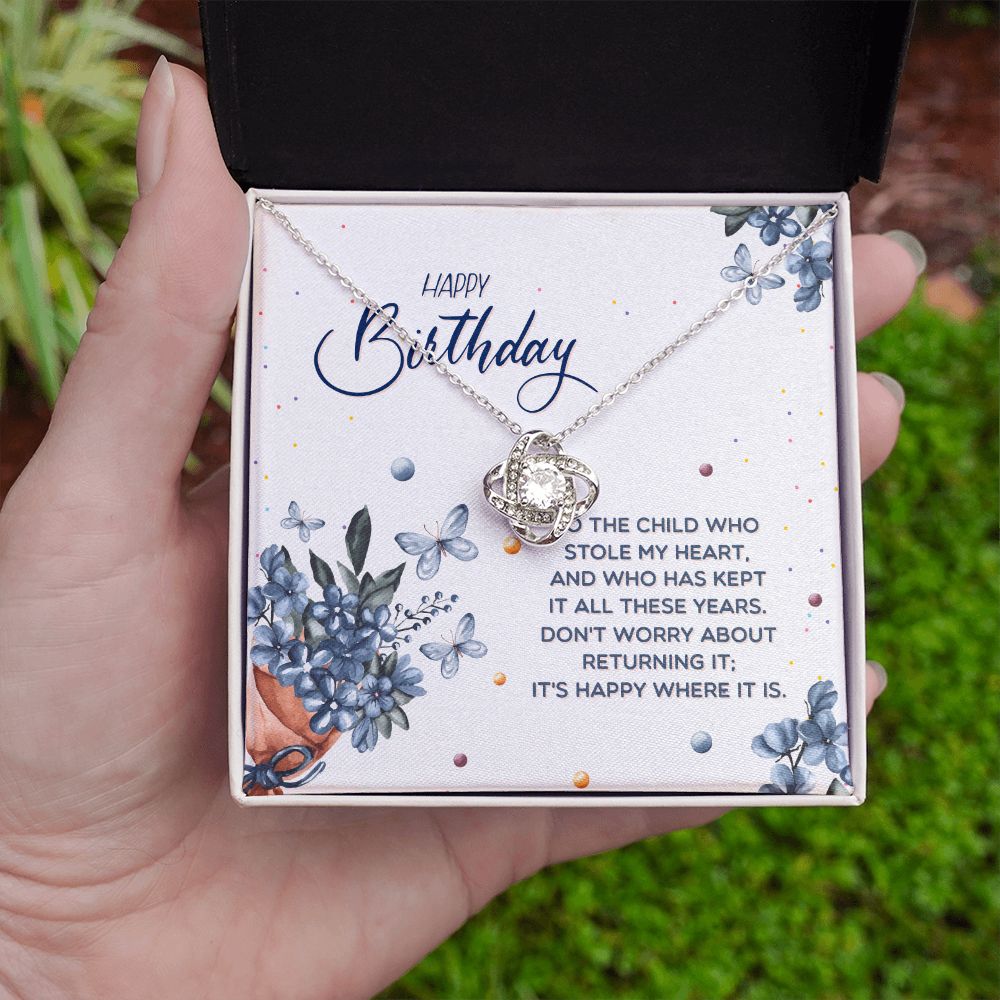 HAPPY
Birthday
O THE CHILD WHO
STOLE MY HEART,
AND WHO HAS KEPT
IT ALL THESE YEARS.
DON'T WORRY ABOUT
RETURNING IT;
IT'S HAPPY WHERE IT IS.